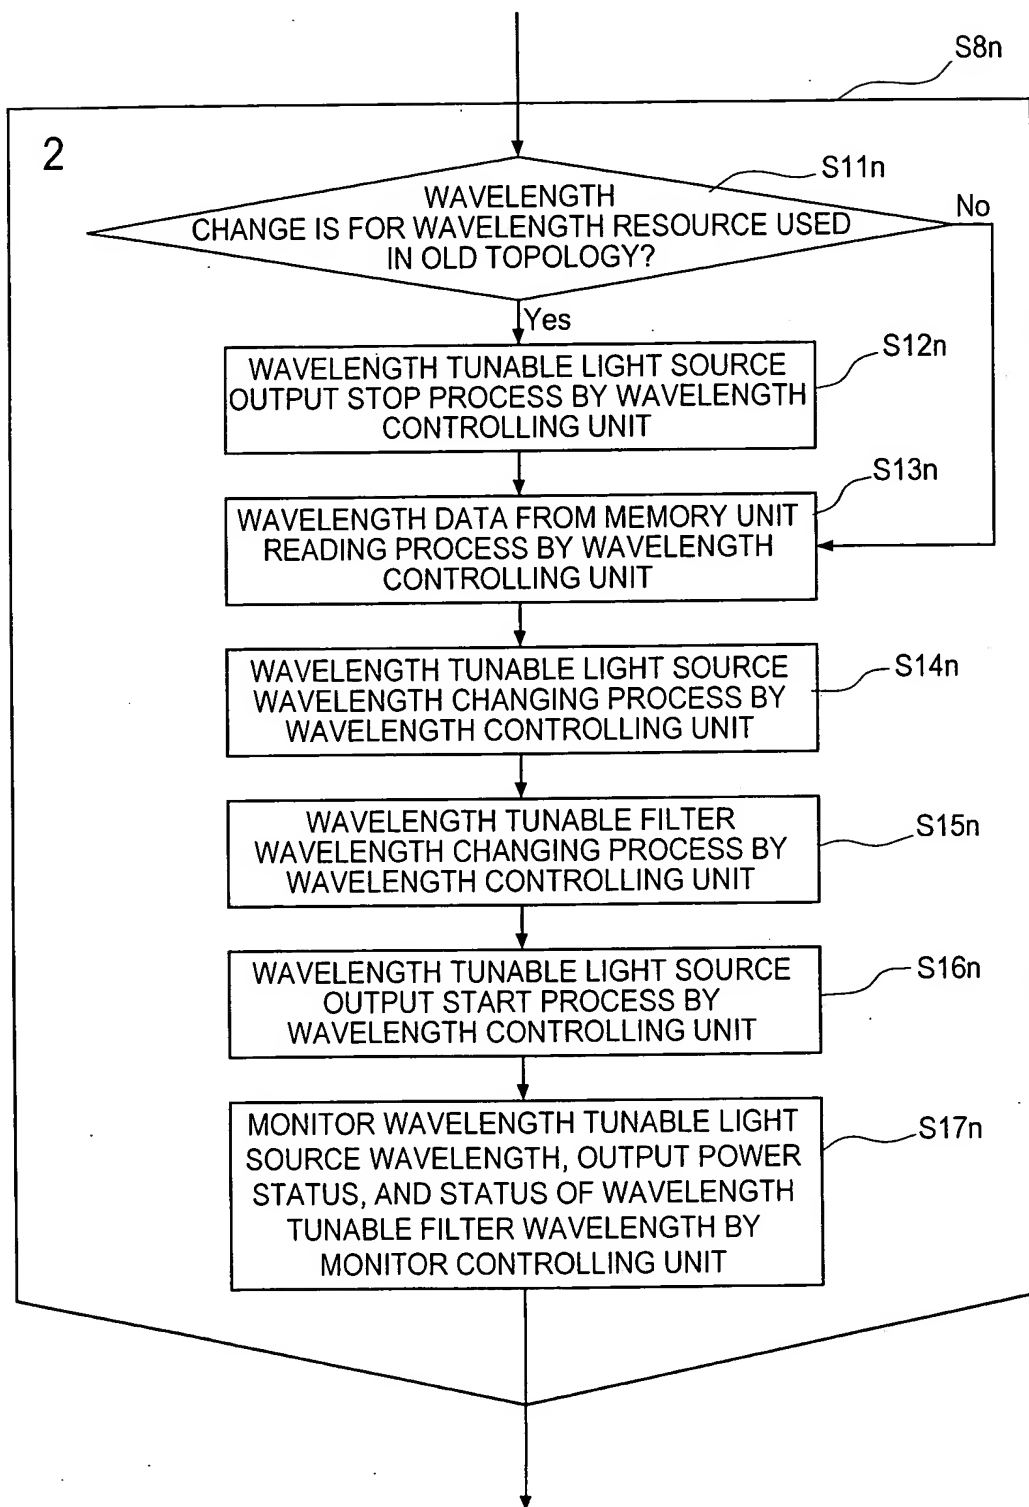 S8n
2
S11n
WAVELENGTH
CHANGE IS FOR WAVELENGTH RESOURCE USED
IN OLD TOPOLOGY?
No
Yes
S12n
WAVELENGTH TUNABLE LIGHT SOURCE
OUTPUT STOP PROCESS BY WAVELENGTH
CONTROLLING UNIT
S13n
WAVELENGTH DATA FROM MEMORY UNIT
READING PROCESS BY WAVELENGTH
CONTROLLING UNIT
S14n
WAVELENGTH TUNABLE LIGHT SOURCE
WAVELENGTH CHANGING PROCESS BY
WAVELENGTH CONTROLLING UNIT
S15n
WAVELENGTH TUNABLE FILTER
WAVELENGTH CHANGING PROCESS BY
WAVELENGTH CONTROLLING UNIT
S16n
WAVELENGTH TUNABLE LIGHT SOURCE
OUTPUT START PROCESS BY
WAVELENGTH CONTROLLING UNIT
S17n
MONITOR WAVELENGTH TUNABLE LIGHT
SOURCE WAVELENGTH, OUTPUT POWER
STATUS, AND STATUS OF WAVELENGTH
TUNABLE FILTER WAVELENGTH BY
MONITOR CONTROLLING UNIT